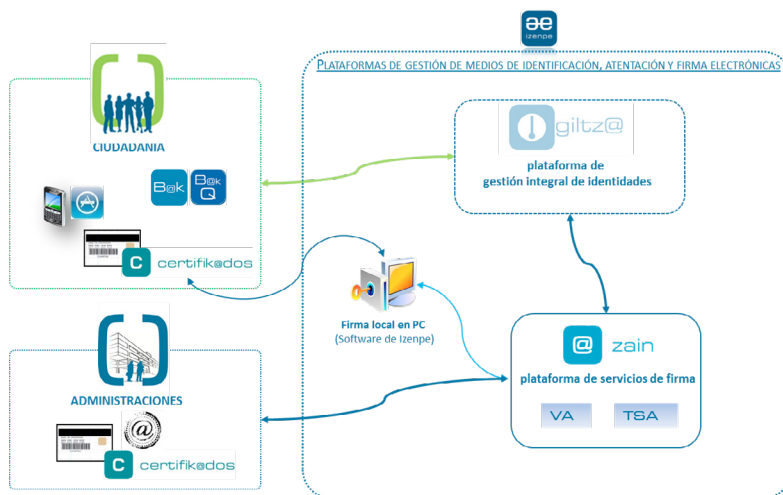 izenpe
PLATAFORMAS DE GESTIÓN DE MEDIOS DE IDENTIFICACIÓN, ATENTACIÓN Y FIRMA ELECTRÓNICAS
CIUDADANÍA
B@k
B@k
Q
C certifik@dos
giltz@
plataforma de
gestión integral de identidades
Firma local en PC
(Software de Izenpe)
@ zain
plataforma de servicios de firma
VA
TSA
ADMINISTRACIONES
@
C certifik@dos